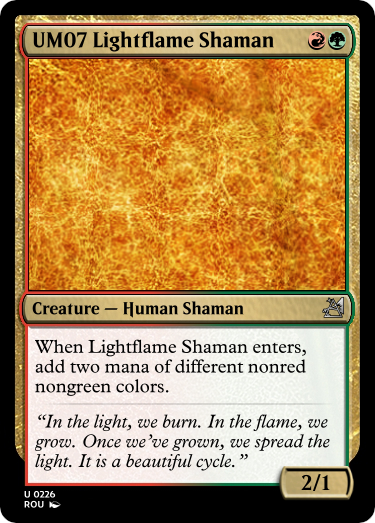 UM07 Lightflame Shaman
Creature — Human Shaman
When Lightflame Shaman enters,
add two mana of different nonred
nongreen colors.
“In the light, we burn. In the flame, we
grow. Once we’ve grown, we spread the
light. It is a beautiful cycle.”
2/1
U 0226
ROU